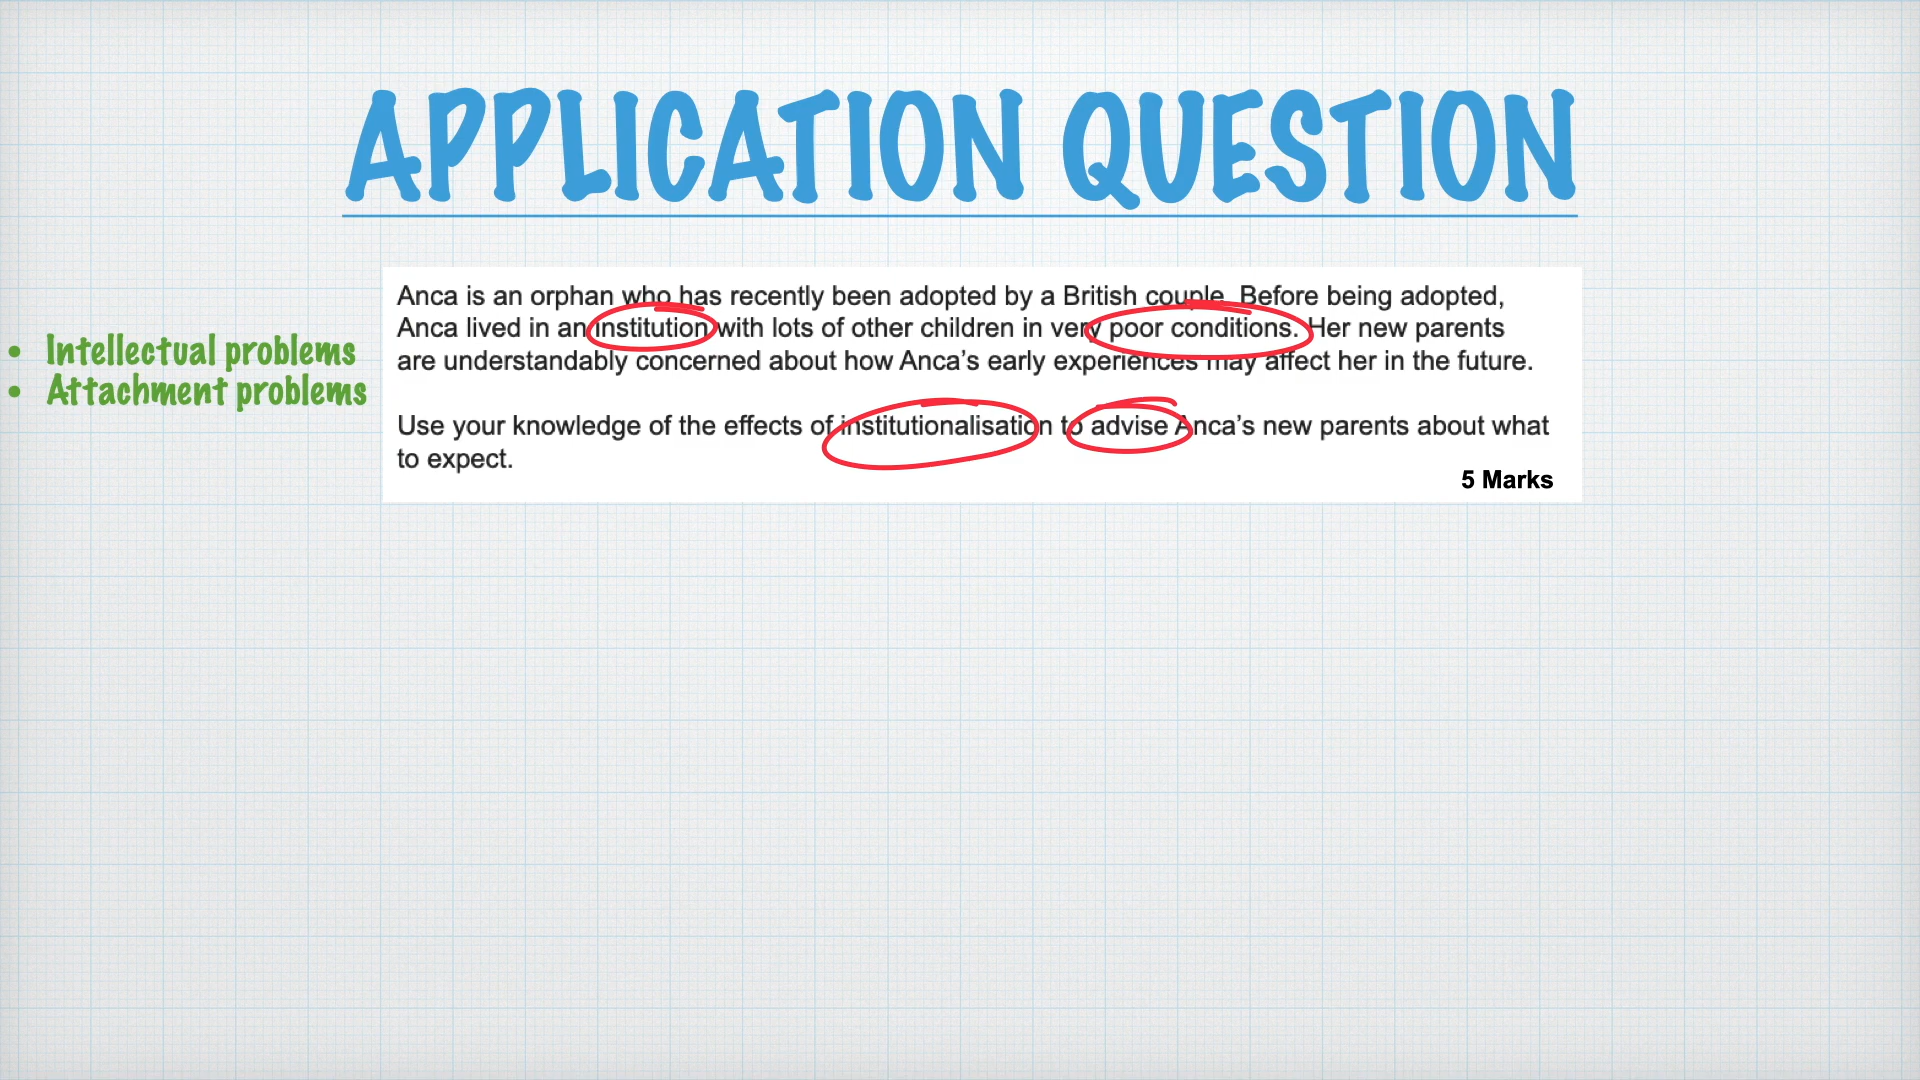 APPLICATION QUESTION
• Intellectual problems
• Attachment problems
Anca is an orphan who has recently been adopted by a British couple. Before being adopted,
Anca lived in an institution with lots of other children in very poor conditions. Her new parents
are understandably concerned about how Anca's early experiences may affect her in the future.
Use your knowledge of the effects of institutionalisation to advise Anca's new parents about what
to expect.
5 Marks